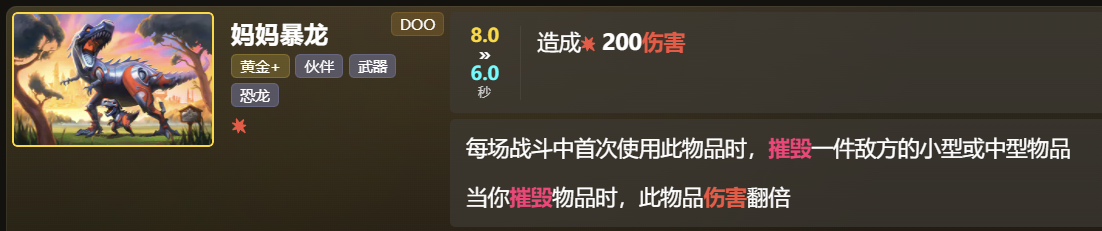 妈妈暴龙
DOO
黄金+ 伙伴 武器
恐龙
8.0
»
6.0
秒
造成 200伤害
每场战斗中首次使用此物品时，摧毁一件敌方的小型或中型物品
当你摧毁物品时，此物品伤害翻倍